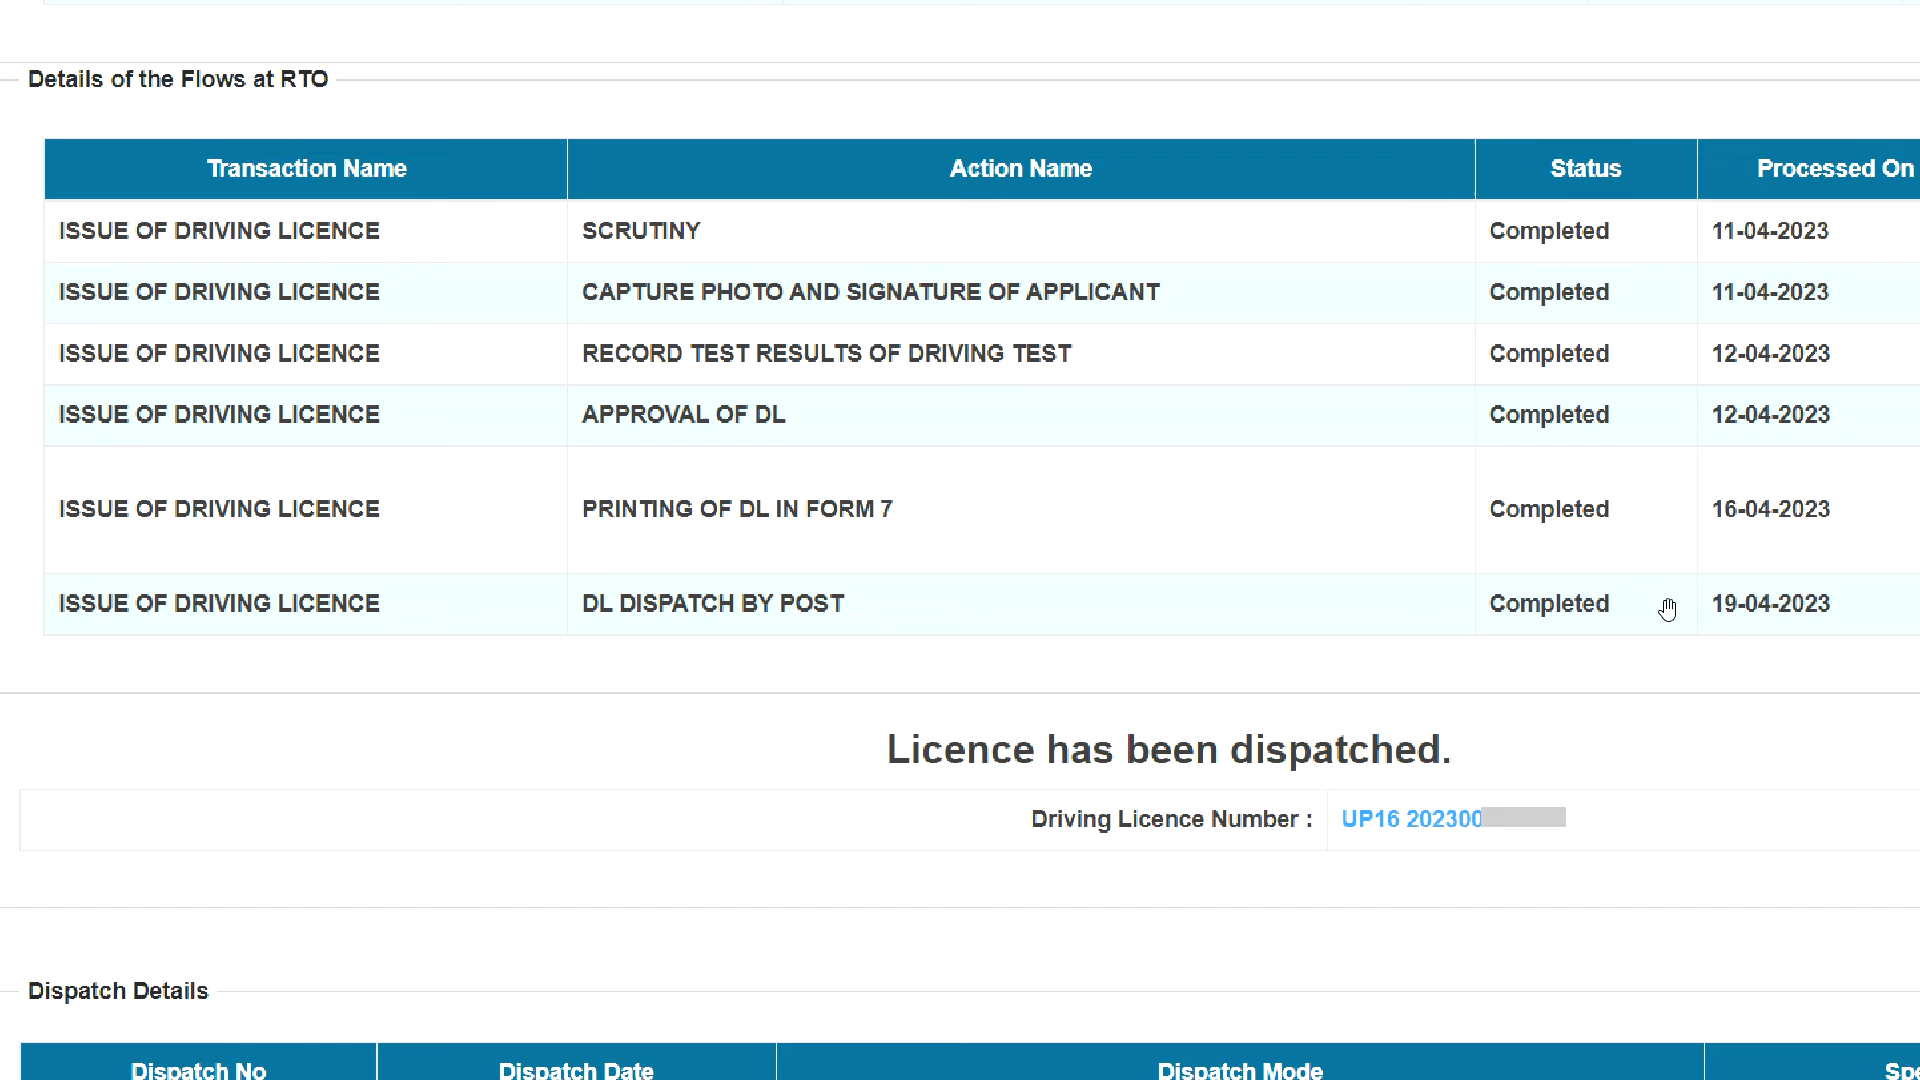 Details of the Flows at RTO
Transaction Name Action Name Status Processed On
ISSUE OF DRIVING LICENCE SCRUTINY Completed 11-04-2023
ISSUE OF DRIVING LICENCE CAPTURE PHOTO AND SIGNATURE OF APPLICANT Completed 11-04-2023
ISSUE OF DRIVING LICENCE RECORD TEST RESULTS OF DRIVING TEST Completed 12-04-2023
ISSUE OF DRIVING LICENCE APPROVAL OF DL Completed 12-04-2023
ISSUE OF DRIVING LICENCE PRINTING OF DL IN FORM 7 Completed 16-04-2023
ISSUE OF DRIVING LICENCE DL DISPATCH BY POST Completed 19-04-2023
Licence has been dispatched.
Driving Licence Number : UP16 202300
Dispatch Details
Dispatch No Dispatch Date Dispatch Mode